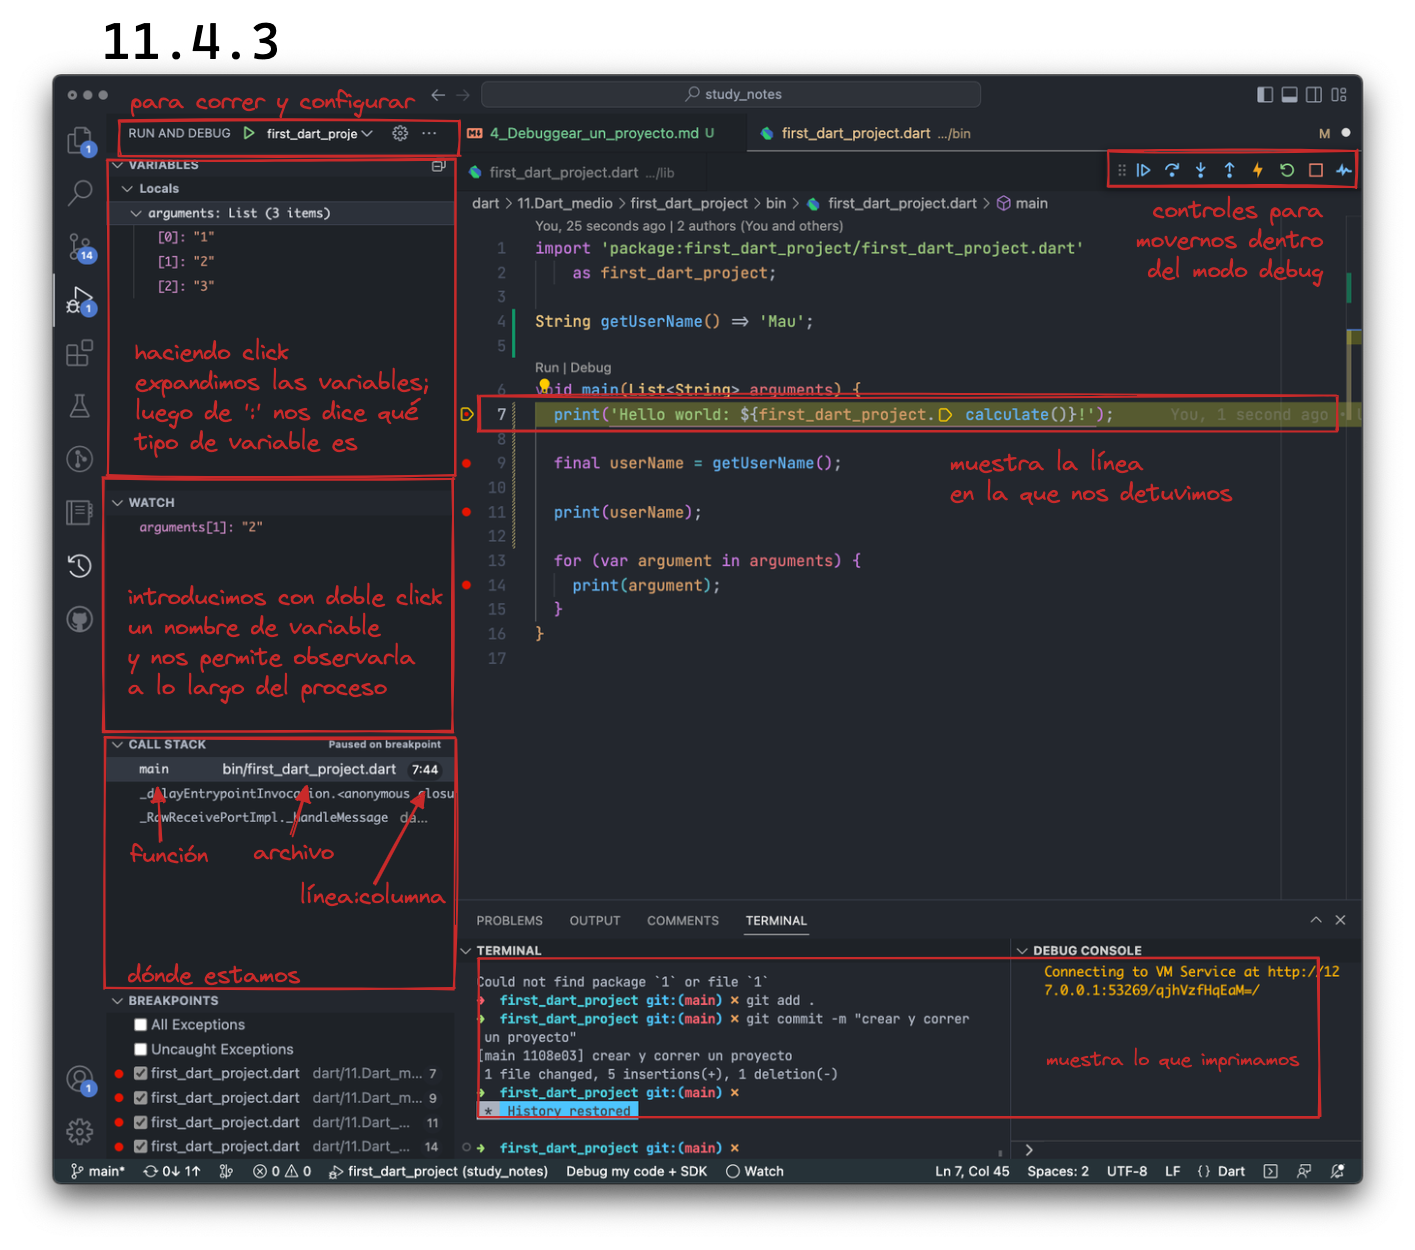 11.4.3
para correr y configurar
study_notes
RUN AND DEBUG first_dart_proje
4_Debuggear_un_proyecto.md U
first_dart_project.dart .../bin
M
VARIABLES
Locals
arguments: List (3 items)
[0]: "1"
[1]: "2"
[2]: "3"
haciendo click
expandimos las variables;
luego de ':' nos dice qué
tipo de variable es
WATCH
arguments[1]: "2"
introducimos con doble click
un nombre de variable
y nos permite observarla
a lo largo del proceso
CALL STACK Paused on breakpoint
main bin/first_dart_project.dart 7:44
_delayEntrypointInvocation.<anonymous closu
_RawReceivePortImpl._handleMessage da...
función
archivo
línea:columna
dónde estamos
BREAKPOINTS
All Exceptions
Uncaught Exceptions
first_dart_project.dart dart/11.Dart_m... 7
first_dart_project.dart dart/11.Dart_m... 9
first_dart_project.dart dart/11.Dart_... 11
first_dart_project.dart dart/11.Dart_... 14
first_dart_project.dart .../lib
dart > 11.Dart_medio > first_dart_project > bin > first_dart_project.dart > main
controles para
movernos dentro
del modo debug
You, 25 seconds ago | 2 authors (You and others)
1 import 'package:first_dart_project/first_dart_project.dart'
2 as first_dart_project;
3
4 String getUserName() => 'Mau';
5
Run | Debug
6 void main(List<String> arguments) {
7 print('Hello world: ${first_dart_project. calculate()}!'); You, 1 second ago
8
9 final userName = getUserName();
10
11 print(userName);
12
13 for (var argument in arguments) {
14 print(argument);
15 }
16 }
17
muestra la línea
en la que nos detuvimos
PROBLEMS OUTPUT COMMENTS TERMINAL
TERMINAL
Could not find package `1` or file `1`
first_dart_project git:(main) × git add .
first_dart_project git:(main) × git commit -m "crear y correr
un proyecto"
[main 1108e03] crear y correr un proyecto
1 file changed, 5 insertions(+), 1 deletion(-)
first_dart_project git:(main) ×
* History restored
first_dart_project git:(main) ×
DEBUG CONSOLE
Connecting to VM Service at http://12
7.0.0.1:53269/qjhVzfHqEaM=/
muestra lo que imprimamos
1
14
1
1
main* 0↓ 1↑ 0 0 first_dart_project (study_notes) Debug my code + SDK Watch Ln 7, Col 45 Spaces: 2 UTF-8 LF {} Dart